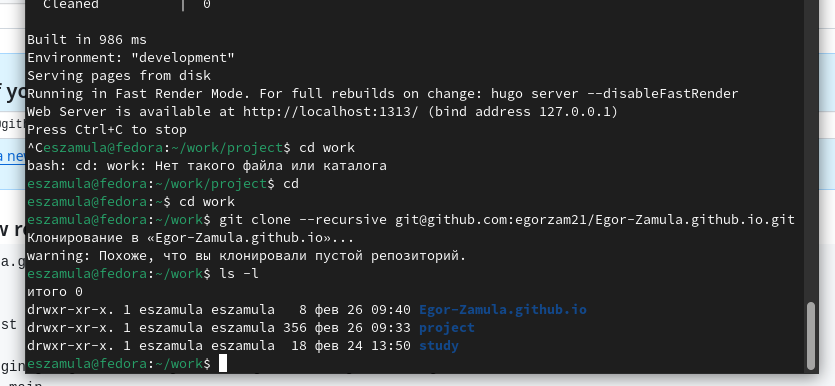 Cleaned | 0
Built in 986 ms
Environment: "development"
Serving pages from disk
Running in Fast Render Mode. For full rebuilds on change: hugo server --disableFastRender
Web Server is available at http://localhost:1313/ (bind address 127.0.0.1)
Press Ctrl+C to stop
^Ceszamula@fedora:~/work/project$ cd work
bash: cd: work: Нет такого файла или каталога
eszamula@fedora:~/work/project$ cd
eszamula@fedora:~$ cd work
eszamula@fedora:~/work$ git clone --recursive git@github.com:egorzam21/Egor-Zamula.github.io.git
Клонирование в «Egor-Zamula.github.io»...
warning: Похоже, что вы клонировали пустой репозиторий.
eszamula@fedora:~/work$ ls -l
итого 0
drwxr-xr-x. 1 eszamula eszamula   8 фев 26 09:40 Egor-Zamula.github.io
drwxr-xr-x. 1 eszamula eszamula 356 фев 26 09:33 project
drwxr-xr-x. 1 eszamula eszamula  18 фев 24 13:50 study
eszamula@fedora:~/work$